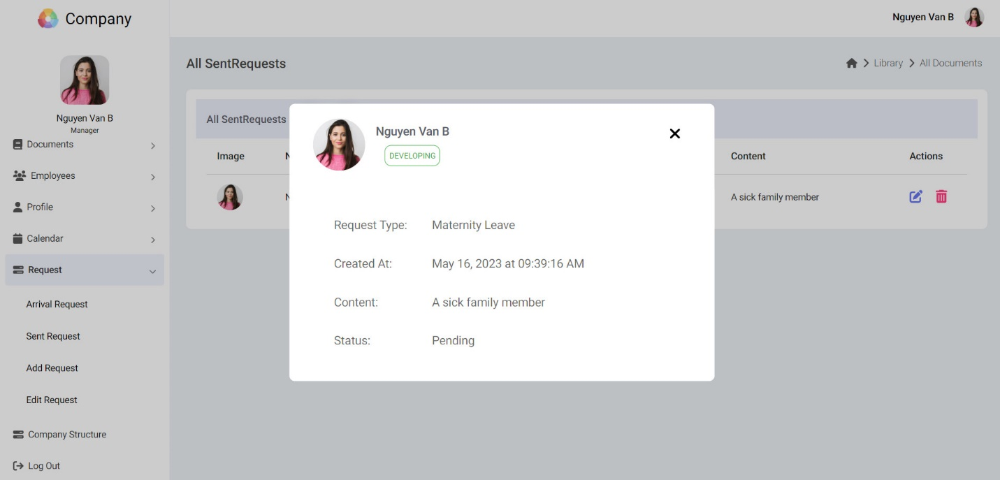 Company
Nguyen Van B
Nguyen Van B
Manager
Documents
Employees
Profile
Calendar
Request
Arrival Request
Sent Request
Add Request
Edit Request
Company Structure
Log Out
All SentRequests
Library
All Documents
All SentRequests
Image
N
Content
Actions
N
A sick family member
Nguyen Van B
DEVELOPING
Request Type: Maternity Leave
Created At: May 16, 2023 at 09:39:16 AM
Content: A sick family member
Status: Pending